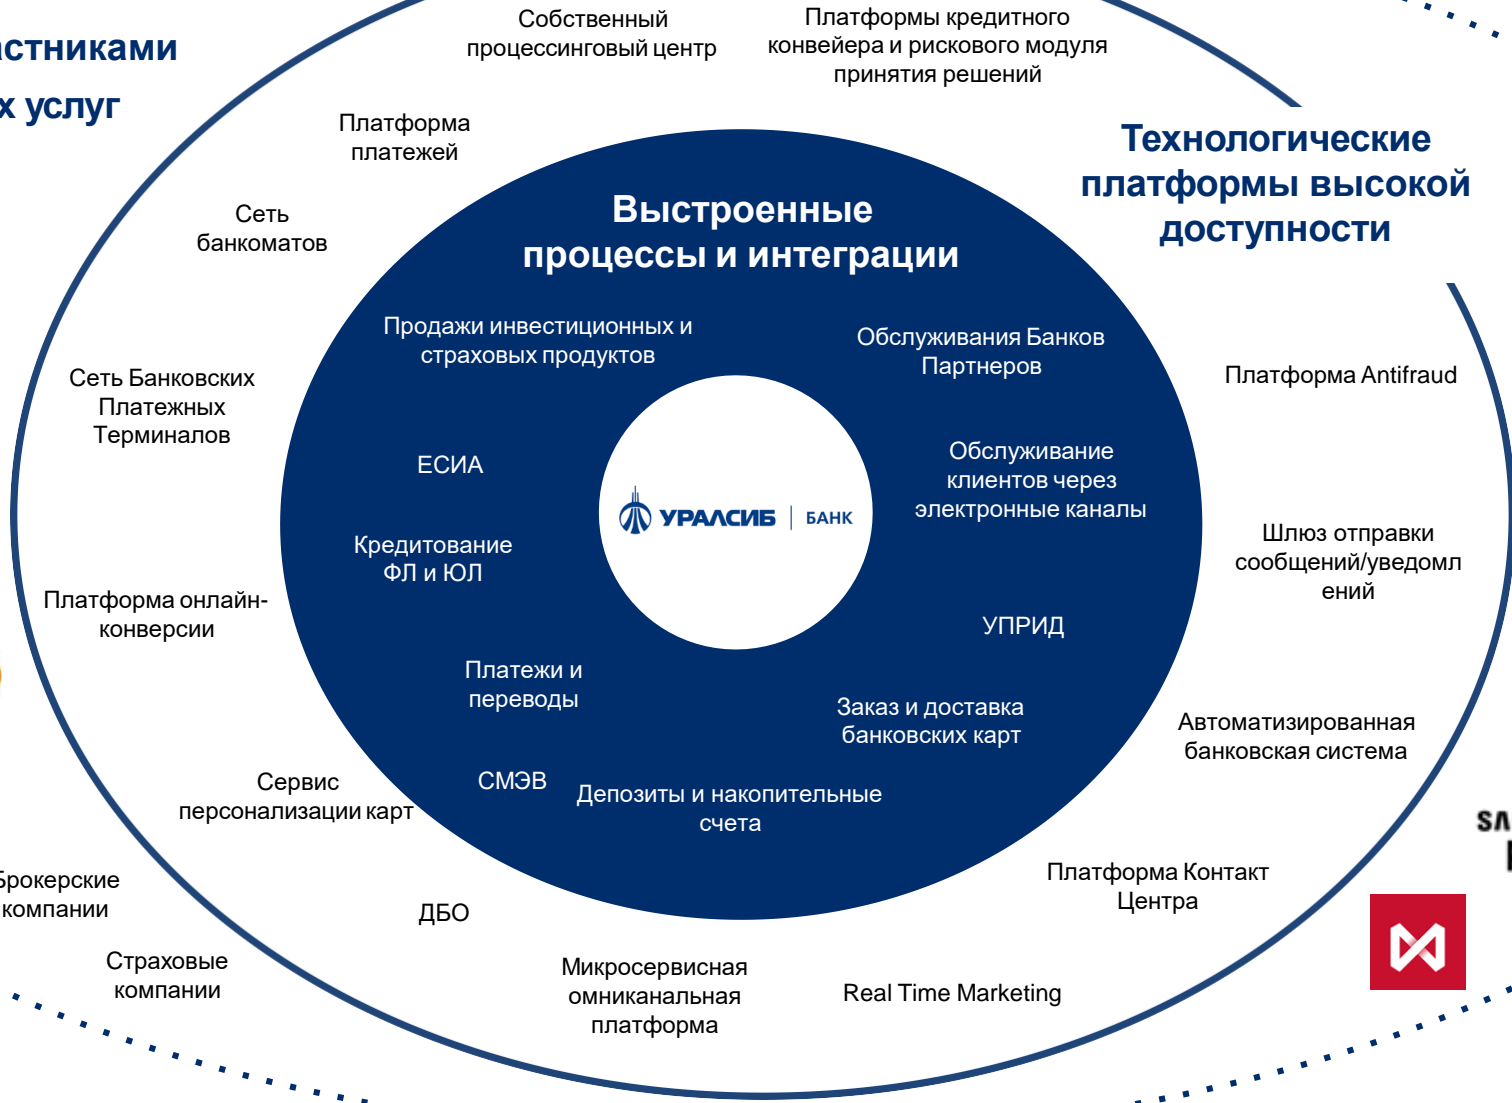 Собственный
процессинговый центр
Платформы кредитного
конвейера и рискового модуля
принятия решений
услуг
Платформа
платежей
Технологические
платформы высокой
доступности
Сеть
банкоматов
Выстроенные
процессы и интеграции
Продажи инвестиционных и
страховых продуктов
Обслуживания Банков
Партнеров
Сеть Банковских
Платежных
Терминалов
Платформа Antifraud
ЕСИА
Обслуживание
клиентов через
электронные каналы
УРАЛСИБ | БАНК
Кредитование
ФЛ и ЮЛ
Шлюз отправки
сообщений/уведомл
ений
Платформа онлайн-
конверсии
УПРИД
Платежи и
переводы
Заказ и доставка
банковских карт
Автоматизированная
банковская система
Сервис
персонализации карт
СМЭВ
Депозиты и накопительные
счета
Брокерские
компании
ДБО
Платформа Контакт
Центра
Страховые
компании
Микросервисная
омниканальная
платформа
Real Time Marketing